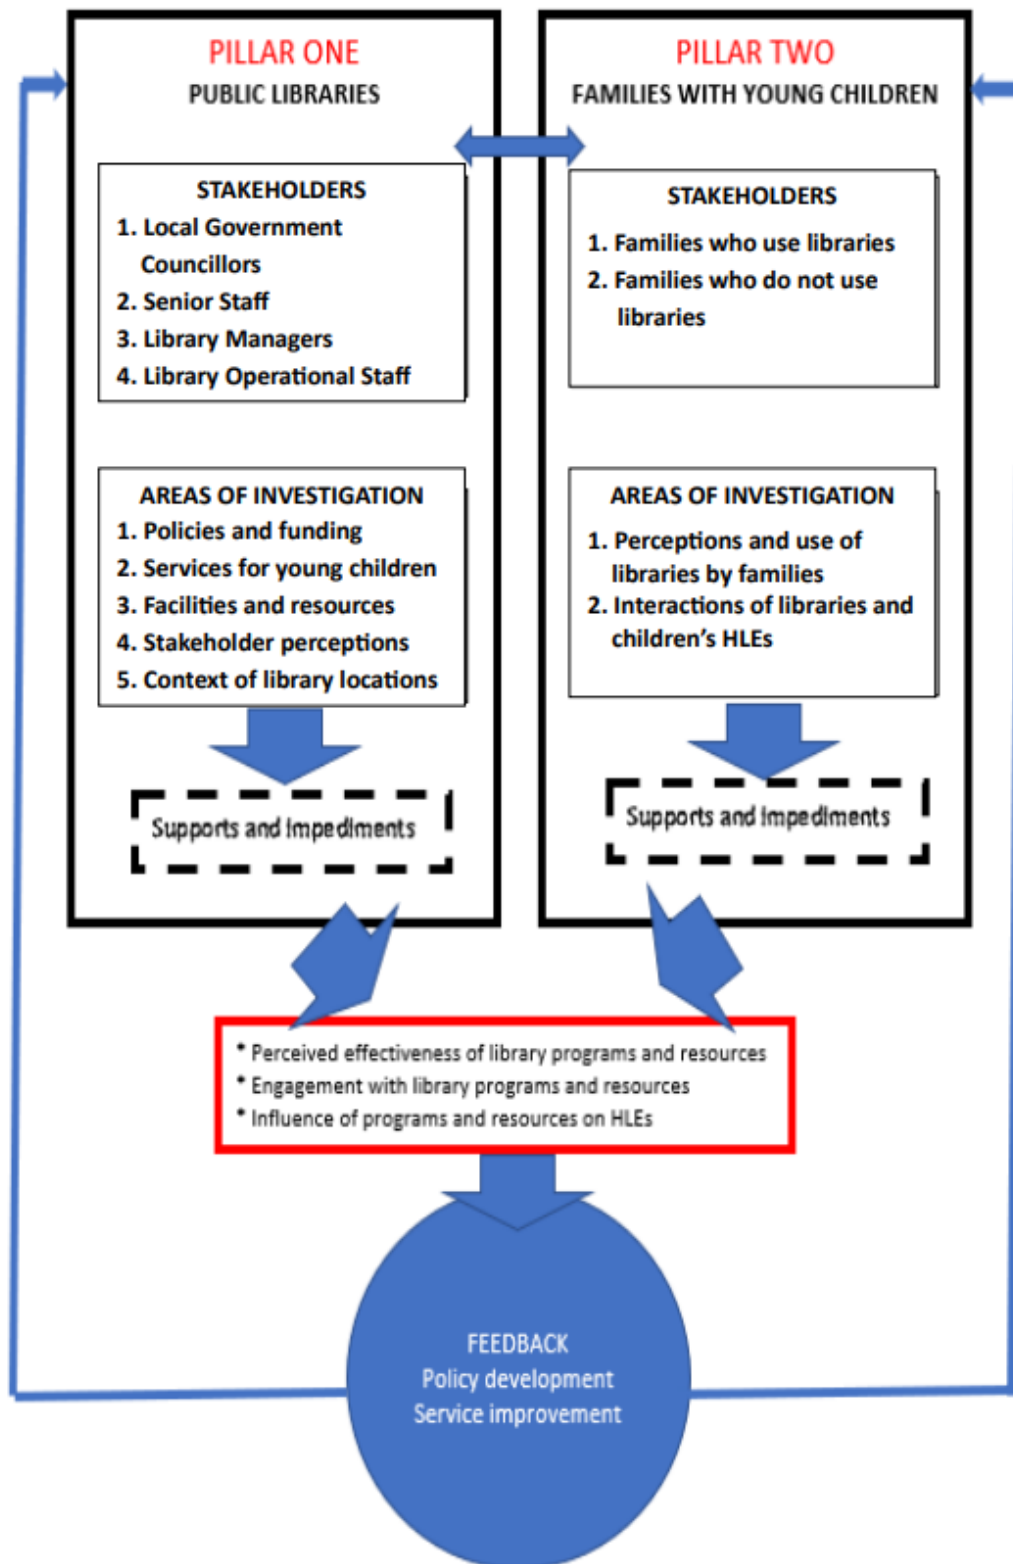 PILLAR ONE
PUBLIC LIBRARIES
STAKEHOLDERS
1. Local Government
Councillors
2. Senior Staff
3. Library Managers
4. Library Operational Staff
AREAS OF INVESTIGATION
1. Policies and funding
2. Services for young children
3. Facilities and resources
4. Stakeholder perceptions
5. Context of library locations
Supports and Impediments
PILLAR TWO
FAMILIES WITH YOUNG CHILDREN
STAKEHOLDERS
1. Families who use libraries
2. Families who do not use
libraries
AREAS OF INVESTIGATION
1. Perceptions and use of
libraries by families
2. Interactions of libraries and
children's HLEs
Supports and Impediments
* Perceived effectiveness of library programs and resources
* Engagement with library programs and resources
* Influence of programs and resources on HLEs
FEEDBACK
Policy development
Service improvement